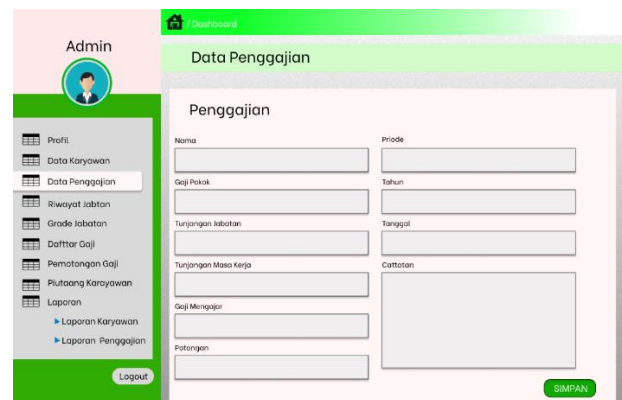 / Dashboard
Admin
Data Penggajian
Profil
Data Karyawan
Data Penggajian
Riwayat Jabtan
Grade Jobatan
Dafttar Gaji
Pemotongan Gaji
Piutaang Karayawan
Laporan
Laporan Karyawan
Laporan Penggajian
Logout
Penggajian
Nama
Gaji Pokok
Tunjangan Jabatan
Tunjangan Masa Kerja
Gaji Mengajar
Potongan
Priode
Tahun
Tanggal
Cattatan
SIMPAN